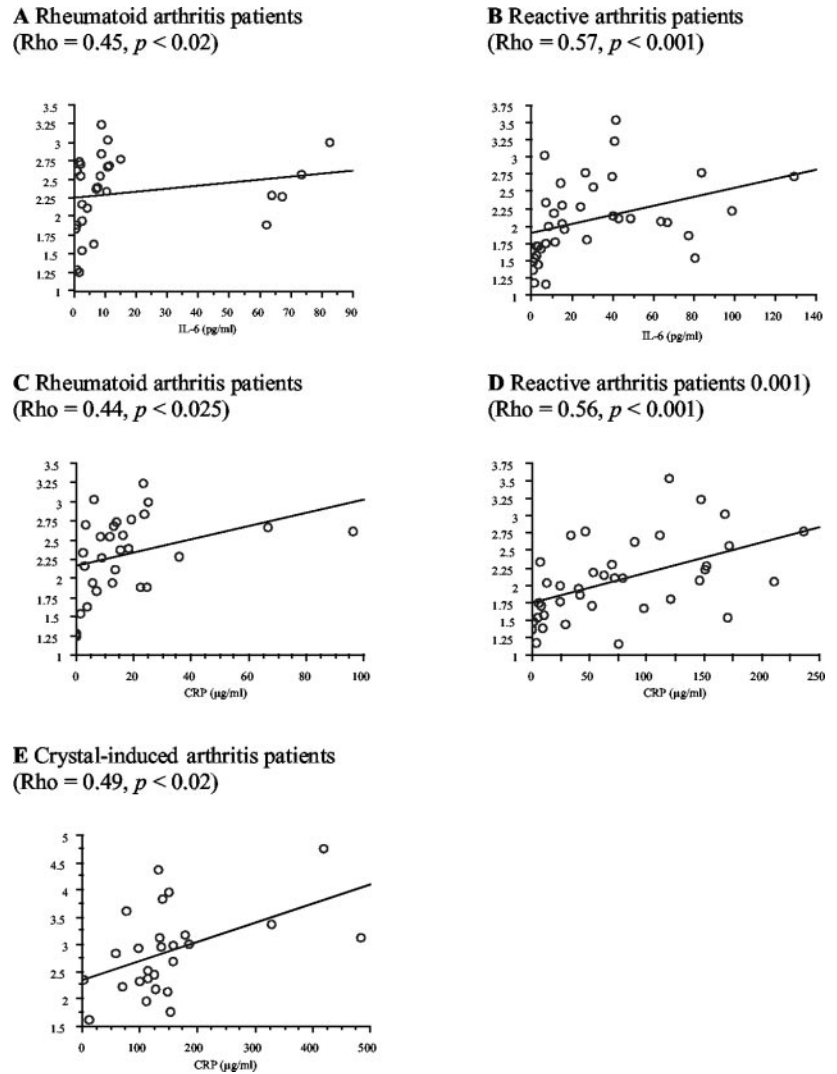 A Rheumatoid arthritis patients
(Rho = 0.45, p < 0.02)
3.5
3.25
3
2.75
2.5
2.25
2
1.75
1.5
1.25
1
0 10 20 30 40 50 60 70 80 90
IL-6 (pg/ml)
B Reactive arthritis patients
(Rho = 0.57, p < 0.001)
3.75
3.5
3.25
3
2.75
2.5
2.25
2
1.75
1.5
1.25
1
0 20 40 60 80 100 120 140
IL-6 (pg/ml)
C Rheumatoid arthritis patients
(Rho = 0.44, p < 0.025)
3.5
3.25
3
2.75
2.5
2.25
2
1.75
1.5
1.25
1
0 20 40 60 80 100
CRP (µg/ml)
D Reactive arthritis patients 0.001)
(Rho = 0.56, p < 0.001)
3.75
3.5
3.25
3
2.75
2.5
2.25
2
1.75
1.5
1.25
1
0 50 100 150 200 250
CRP (µg/ml)
E Crystal-induced arthritis patients
(Rho = 0.49, p < 0.02)
5
4.5
4
3.5
3
2.5
2
1.5
0 100 200 300 400 500
CRP (µg/ml)